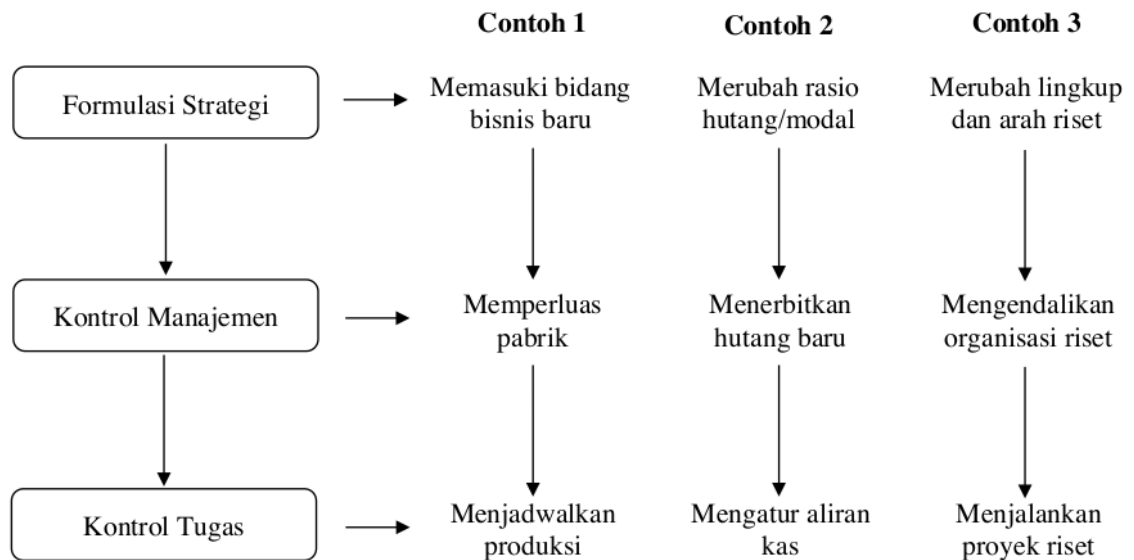 Contoh 1
Contoh 2
Contoh 3
Formulasi Strategi
Memasuki bidang
bisnis baru
Merubah rasio
hutang/modal
Merubah lingkup
dan arah riset
Kontrol Manajemen
Memperluas
pabrik
Menerbitkan
hutang baru
Mengendalikan
organisasi riset
Kontrol Tugas
Menjadwalkan
produksi
Mengatur aliran
kas
Menjalankan
proyek riset